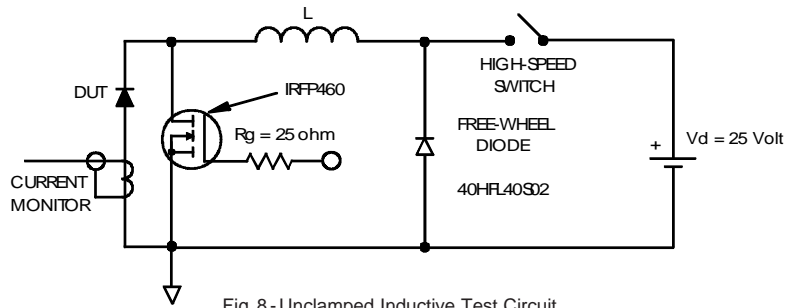 L
HIGH-SPEED
SWITCH
DUT
IRFP460
Rg = 25 ohm
FREE-WHEEL
DIODE
+
Vd = 25 Volt
40HFL40S02
CURRENT
MONITOR
Fig. 8 - Unclamped Inductive Test Circuit